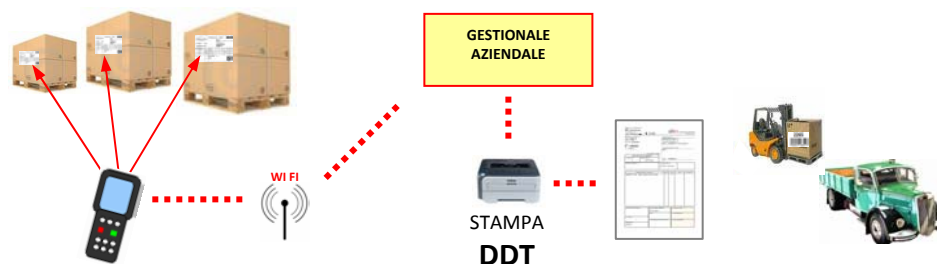 GESTIONALE
AZIENDALE
WI FI
STAMPA
DDT